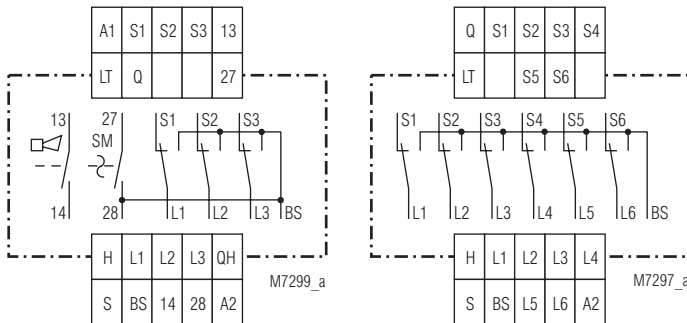 A1 S1 S2 S3 13
LT Q 27
13 27 S1 S2 S3
SM
14 28 L1 L2 L3 BS
H L1 L2 L3 QH
S BS 14 28 A2
M7299_a
Q S1 S2 S3 S4
LT S5 S6
S1 S2 S3 S4 S5 S6
L1 L2 L3 L4 L5 L6 BS
H L1 L2 L3 L4
S BS L5 L6 A2
M7297_a